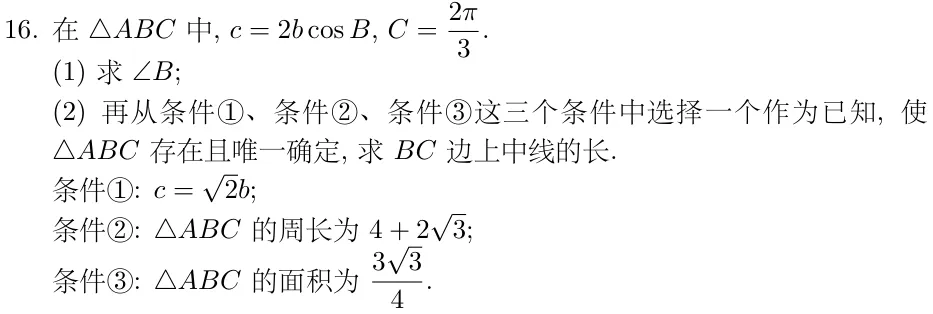 16. 在 △ABC 中, c = 2b cos B, C = 2π/3.
(1) 求 ∠B;
(2) 再从条件①、条件②、条件③这三个条件中选择一个作为已知, 使
△ABC 存在且唯一确定, 求 BC 边上中线的长.
条件①: c = √2b;
条件②: △ABC 的周长为 4 + 2√3;
条件③: △ABC 的面积为 3√3/4.